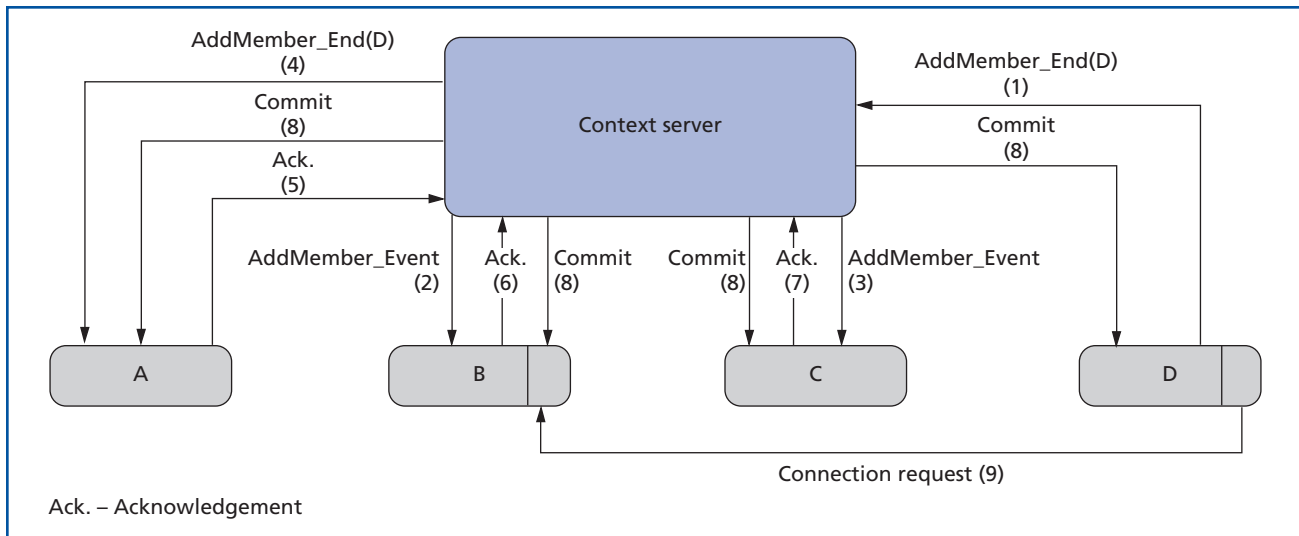 AddMember_End(D)
(4)
Commit
(8)
Ack.
(5)
Context server
AddMember_End(D)
(1)
Commit
(8)
AddMember_Event
(2)
Ack.
(6)
Commit
(8)
Commit
(8)
Ack.
(7)
AddMember_Event
(3)
A
B
C
D
Connection request (9)
Ack. – Acknowledgement